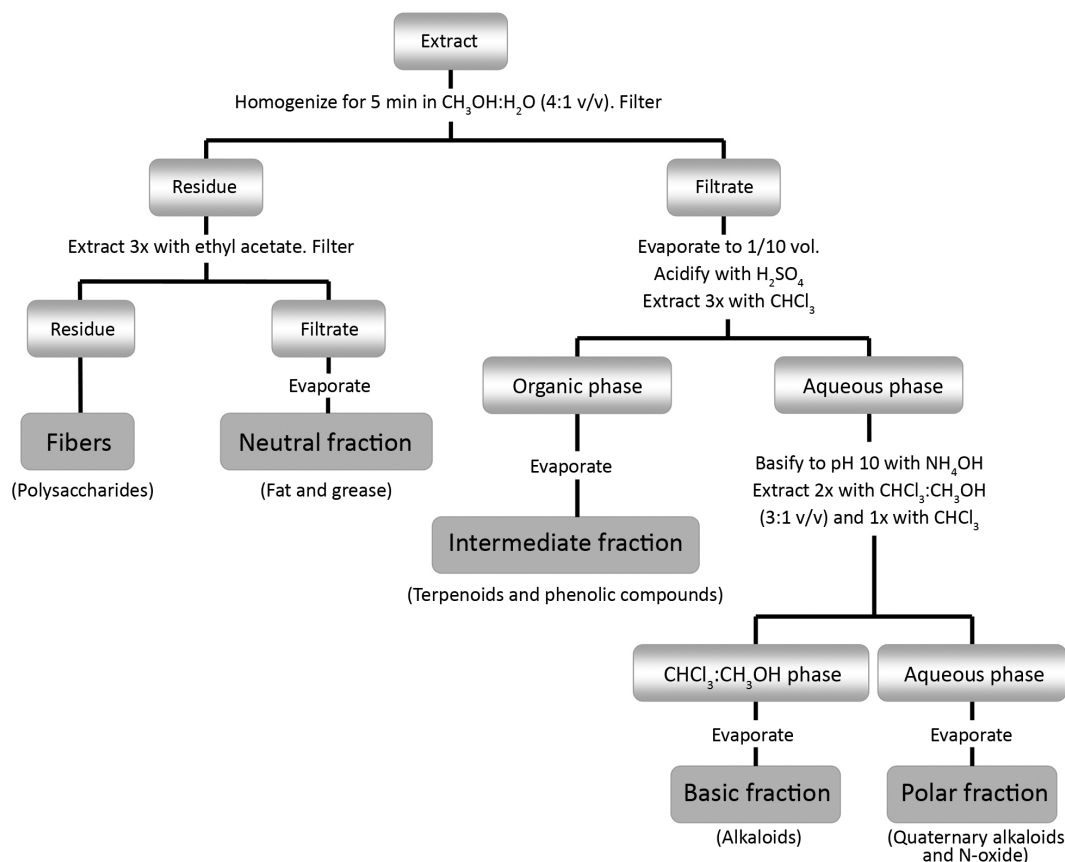 Extract
Homogenize for 5 min in CH₃OH:H₂O (4:1 v/v). Filter
Residue
Filtrate
Extract 3x with ethyl acetate. Filter
Evaporate to 1/10 vol.
Acidify with H₂SO₄
Extract 3x with CHCl₃
Residue
Filtrate
Evaporate
Organic phase
Aqueous phase
Fibers
Neutral fraction
(Polysaccharides)
(Fat and grease)
Evaporate
Basify to pH 10 with NH₄OH
Extract 2x with CHCl₃:CH₃OH
(3:1 v/v) and 1x with CHCl₃
Intermediate fraction
(Terpenoids and phenolic compounds)
CHCl₃:CH₃OH phase
Aqueous phase
Evaporate
Evaporate
Basic fraction
Polar fraction
(Alkaloids)
(Quaternary alkaloids
and N-oxide)